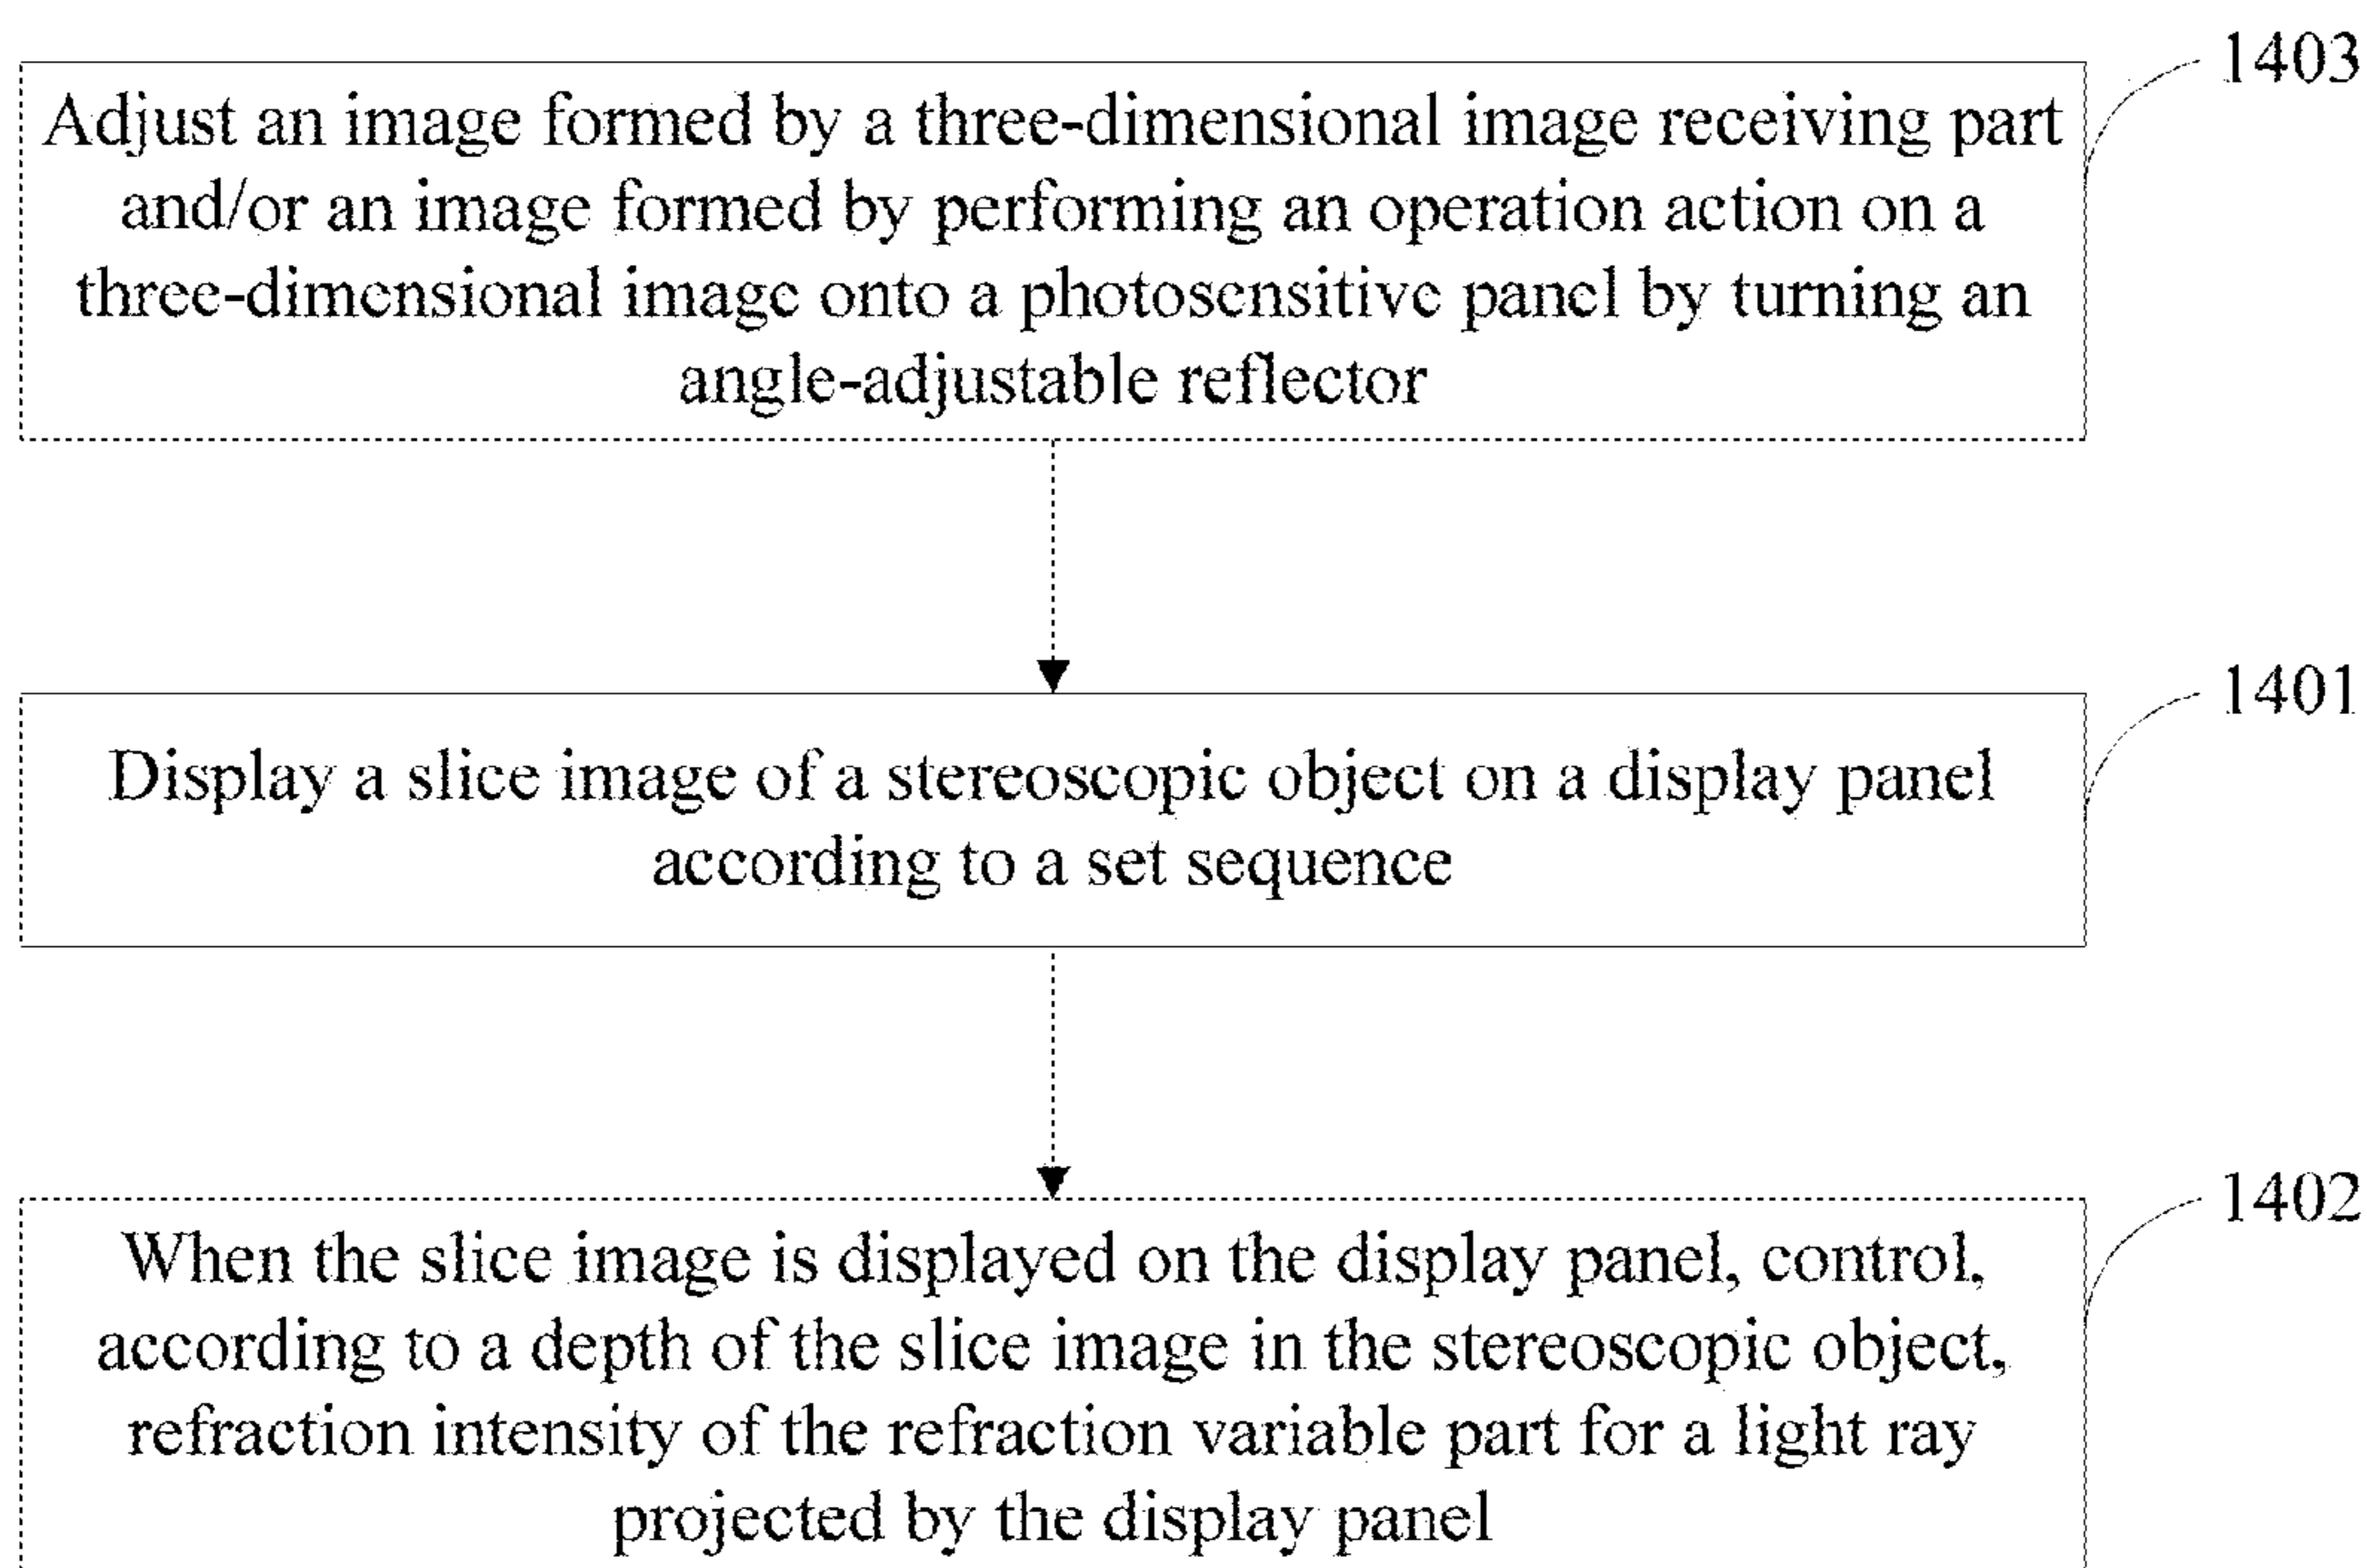 1403
Adjust an image formed by a three-dimensional image receiving part
and/or an image formed by performing an operation action on a
three-dimensional image onto a photosensitive panel by turning an
angle-adjustable reflector
1401
Display a slice image of a stereoscopic object on a display panel
according to a set sequence
1402
When the slice image is displayed on the display panel, control,
according to a depth of the slice image in the stereoscopic object,
refraction intensity of the refraction variable part for a light ray
projected by the display panel